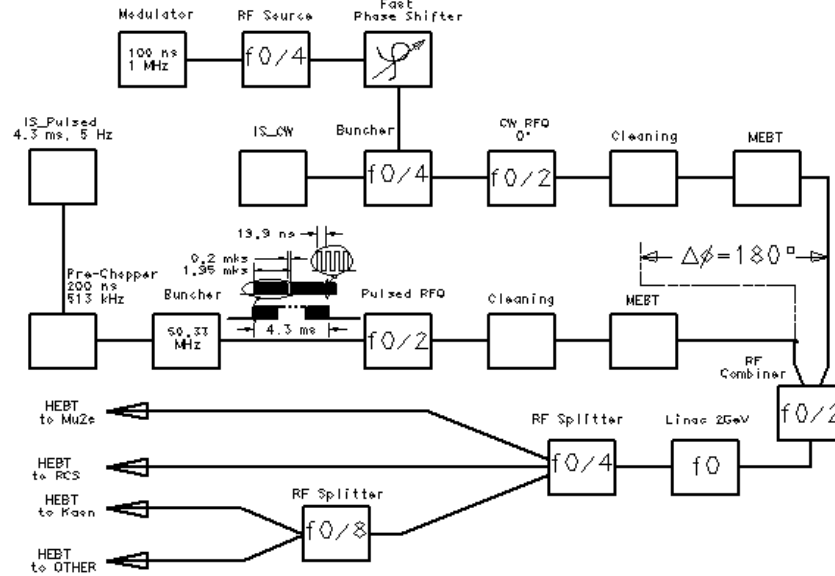 Modulator
RF Source
Fast
Phase Shifter
100 ns
1 MHz
f0/4
IS_Pulsed
4.3 ms, 5 Hz
IS_CW
Buncher
CW RFQ
0°
Cleaning
MEBT
f0/4
f0/2
19.9 ns
0.2 mks
1.95 mks
Δϕ=180°
Pre-Chopper
200 ns
513 kHz
Buncher
Pulsed RFQ
Cleaning
MEBT
50.33
MHz
4.3 ms
f0/2
RF
Combiner
f0/2
HEBT
to Mu2e
RF Splitter
Linac 2GeV
f0/4
f0
HEBT
to RCS
HEBT
to Kaon
RF Splitter
f0/8
HEBT
to OTHER